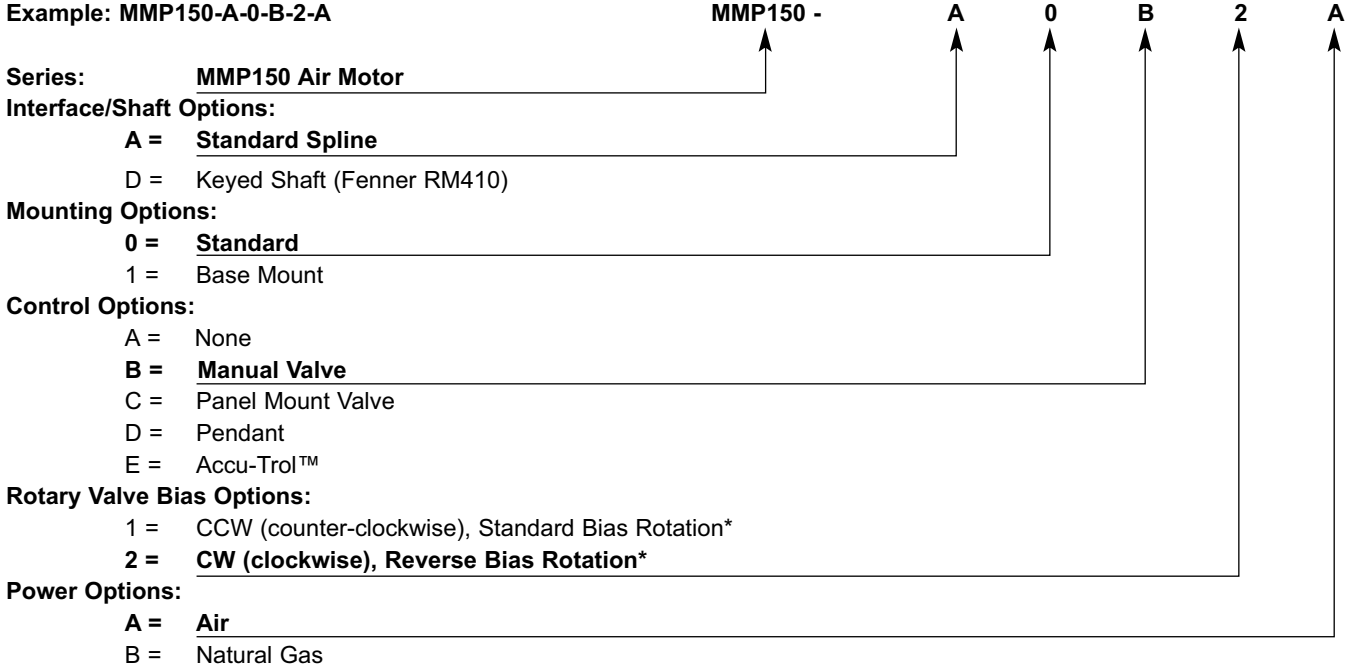 Example: MMP150-A-0-B-2-A MMP150 - A 0 B 2 A
Series: MMP150 Air Motor
Interface/Shaft Options:
A = Standard Spline
D = Keyed Shaft (Fenner RM410)
Mounting Options:
0 = Standard
1 = Base Mount
Control Options:
A = None
B = Manual Valve
C = Panel Mount Valve
D = Pendant
E = Accu-Trol™
Rotary Valve Bias Options:
1 = CCW (counter-clockwise), Standard Bias Rotation*
2 = CW (clockwise), Reverse Bias Rotation*
Power Options:
A = Air
B = Natural Gas